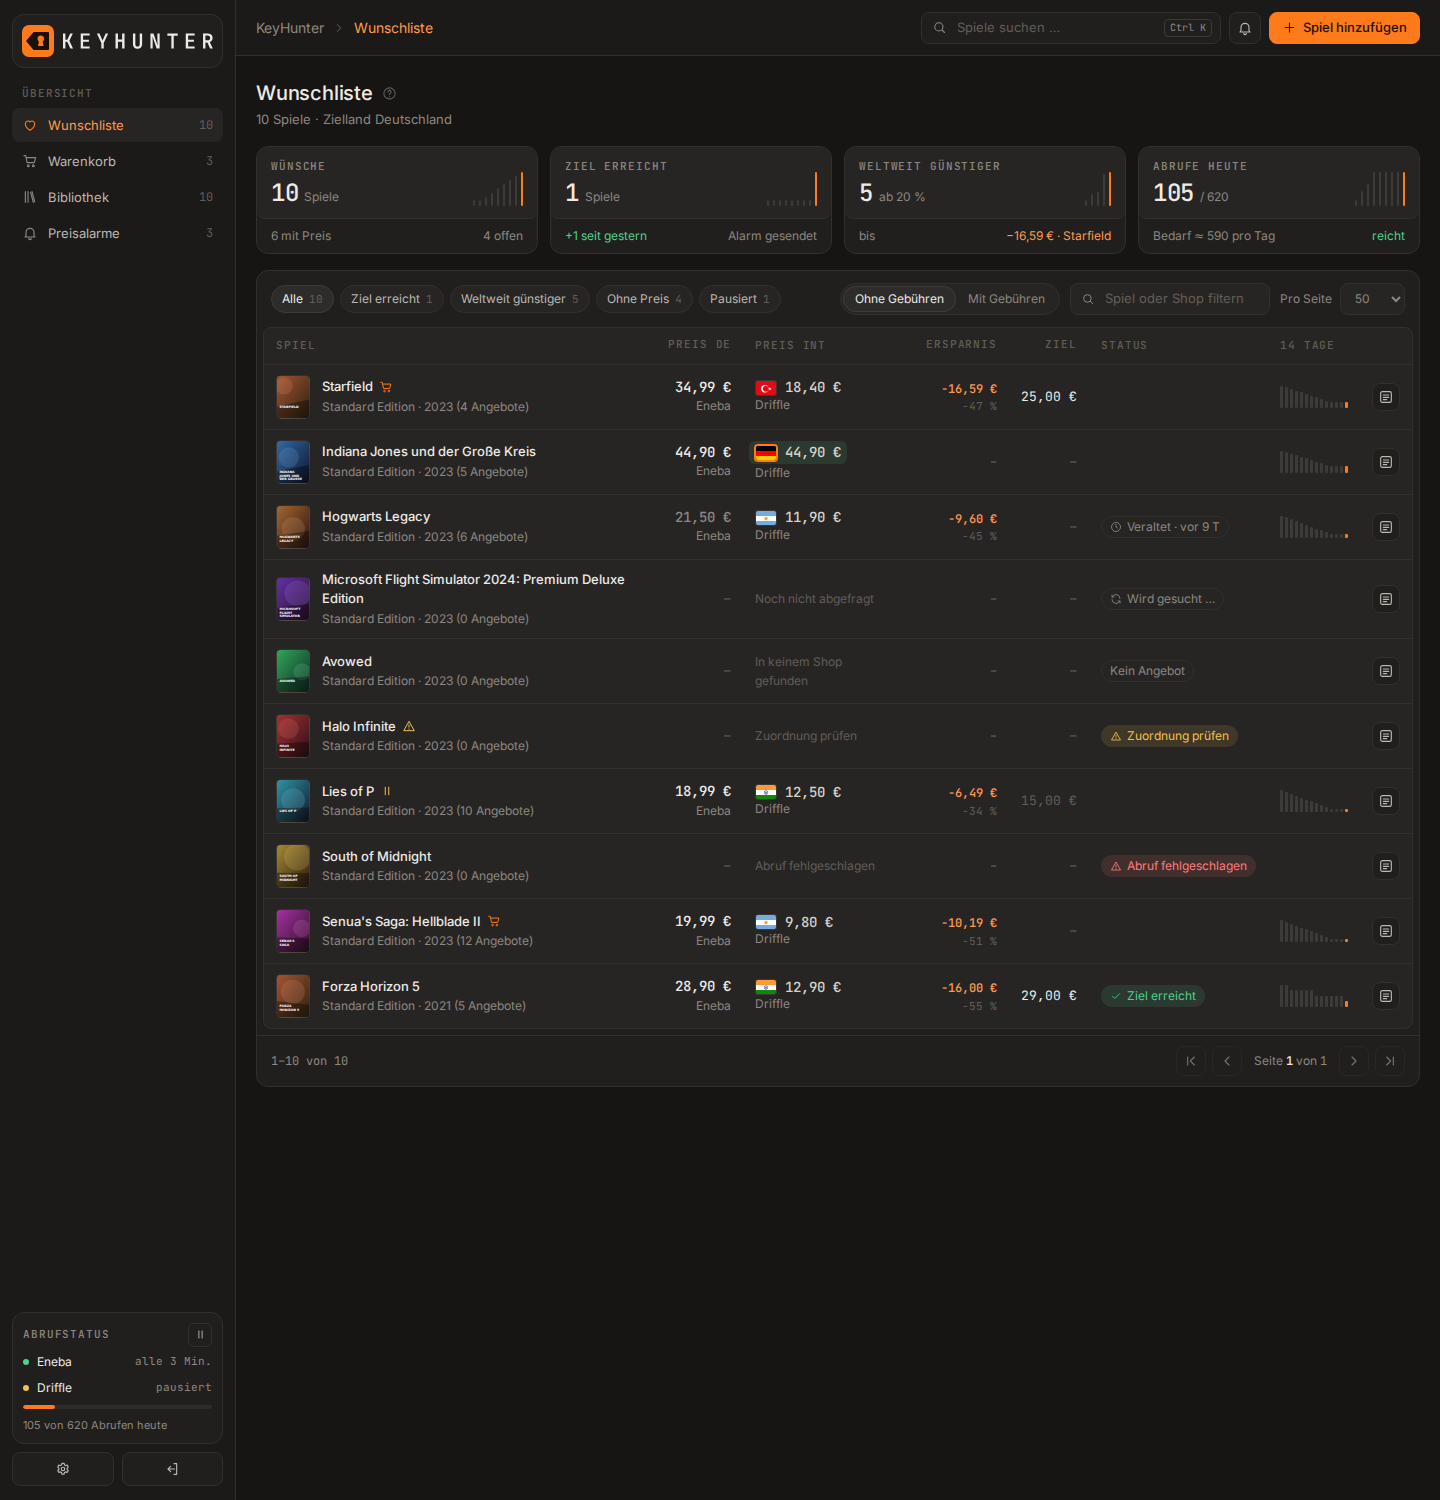 KEYHUNTER
ÜBERSICHT
Wunschliste 10
Warenkorb 3
Bibliothek 10
Preisalarme 3
ABRUFSTATUS
Eneba alle 3 Min.
Driffle pausiert
105 von 620 Abrufen heute
KeyHunter Wunschliste
Spiele suchen ... Ctrl K
Spiel hinzufügen
Wunschliste
10 Spiele · Zielland Deutschland
WÜNSCHE
10 Spiele
6 mit Preis 4 offen
ZIEL ERREICHT
1 Spiele
+1 seit gestern Alarm gesendet
WELTWEIT GÜNSTIGER
5 ab 20 %
bis −16,59 € · Starfield
ABRUFE HEUTE
105 / 620
Bedarf ≈ 590 pro Tag reicht
Alle 10 Ziel erreicht 1 Weltweit günstiger 5 Ohne Preis 4 Pausiert 1 Ohne Gebühren Mit Gebühren Spiel oder Shop filtern Pro Seite 50
SPIEL PREIS DE PREIS INT ERSPARNIS ZIEL STATUS 14 TAGE
Starfield 34,99 € 18,40 € -16,59 € 25,00 €
Standard Edition · 2023 (4 Angebote) Eneba Driffle -47 %
Indiana Jones und der Große Kreis 44,90 € 44,90 € – –
Standard Edition · 2023 (5 Angebote) Eneba Driffle
Hogwarts Legacy 21,50 € 11,90 € -9,60 € – Veraltet · vor 9 T
Standard Edition · 2023 (6 Angebote) Eneba Driffle -45 %
Microsoft Flight Simulator 2024: Premium Deluxe
Edition – Noch nicht abgefragt – – Wird gesucht ...
Standard Edition · 2023 (0 Angebote)
Avowed – In keinem Shop – – Kein Angebot
Standard Edition · 2023 (0 Angebote) gefunden
Halo Infinite – Zuordnung prüfen – – Zuordnung prüfen
Standard Edition · 2023 (0 Angebote)
Lies of P 18,99 € 12,50 € -6,49 € 15,00 €
Standard Edition · 2023 (10 Angebote) Eneba Driffle -34 %
South of Midnight – Abruf fehlgeschlagen – – Abruf fehlgeschlagen
Standard Edition · 2023 (0 Angebote)
Senua's Saga: Hellblade II 19,99 € 9,80 € -10,19 € –
Standard Edition · 2023 (12 Angebote) Eneba Driffle -51 %
Forza Horizon 5 28,90 € 12,90 € -16,00 € 29,00 € Ziel erreicht
Standard Edition · 2021 (5 Angebote) Eneba Driffle -55 %
1–10 von 10 Seite 1 von 1